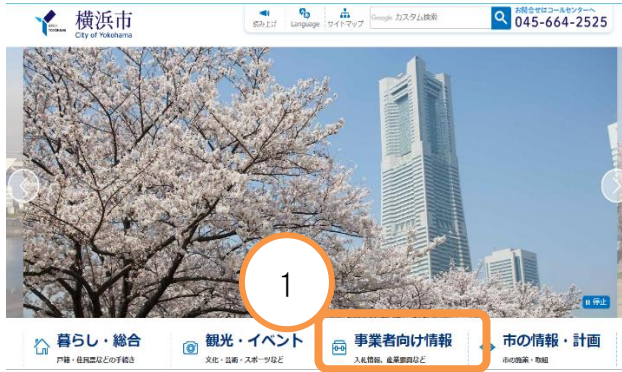 横浜市
City of Yokohama
読み上げ
Language
サイトマップ
Google カスタム検索
お問合せはコールセンターへ
045-664-2525
停止
1
暮らし・総合
戸籍・住民票などの手続き
観光・イベント
文化・芸術・スポーツなど
事業者向け情報
入札情報、産業振興など
市の情報・計画
市の施策・取組